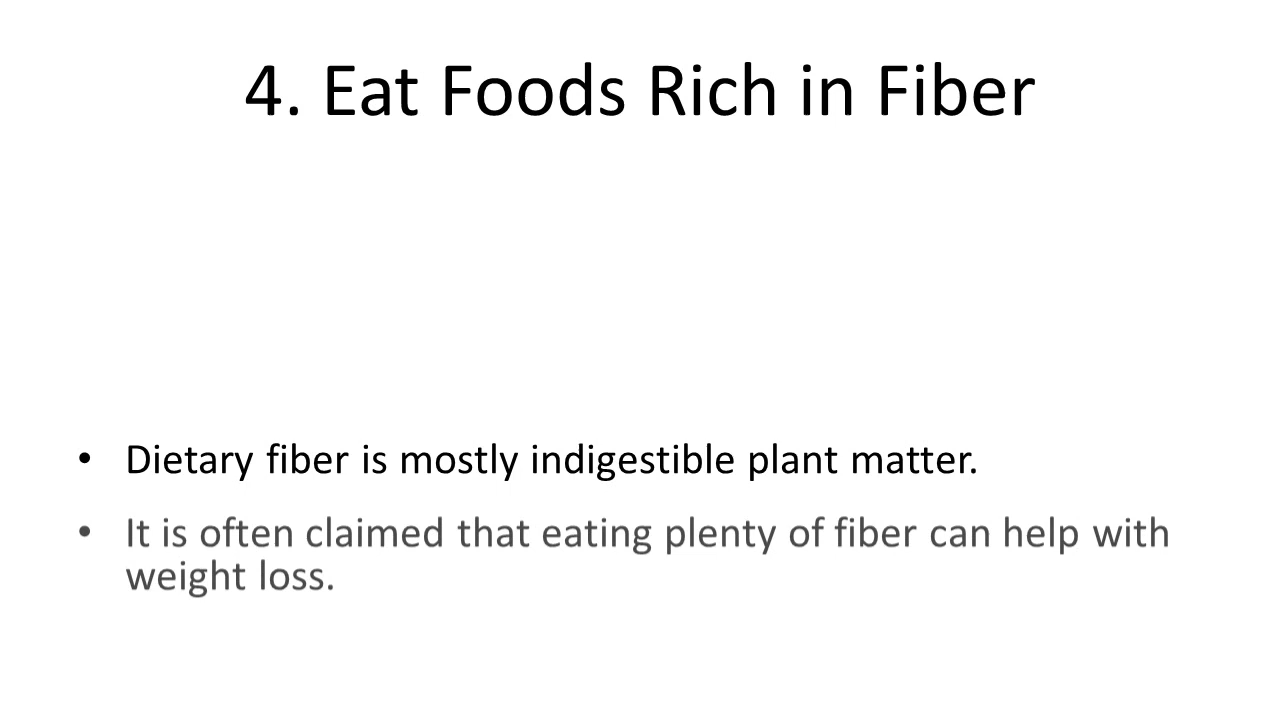 4. Eat Foods Rich in Fiber
• Dietary fiber is mostly indigestible plant matter.
• It is often claimed that eating plenty of fiber can help with
weight loss.